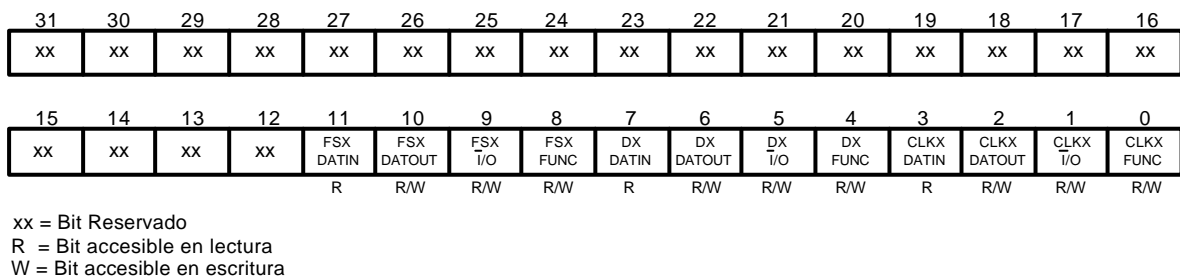 31 30 29 28 27 26 25 24 23 22 21 20 19 18 17 16
xx xx xx xx xx xx xx xx xx xx xx xx xx xx xx xx
15 14 13 12 11 10 9 8 7 6 5 4 3 2 1 0
xx xx xx xx FSX DATIN FSX DATOUT FSX I̅/O FSX FUNC DX DATIN DX DATOUT DX I̅/O DX FUNC CLKX DATIN CLKX DATOUT CLKX I̅/O CLKX FUNC
R R/W R/W R/W R R/W R/W R/W R R/W R/W R/W
xx = Bit Reservado
R = Bit accesible en lectura
W = Bit accesible en escritura